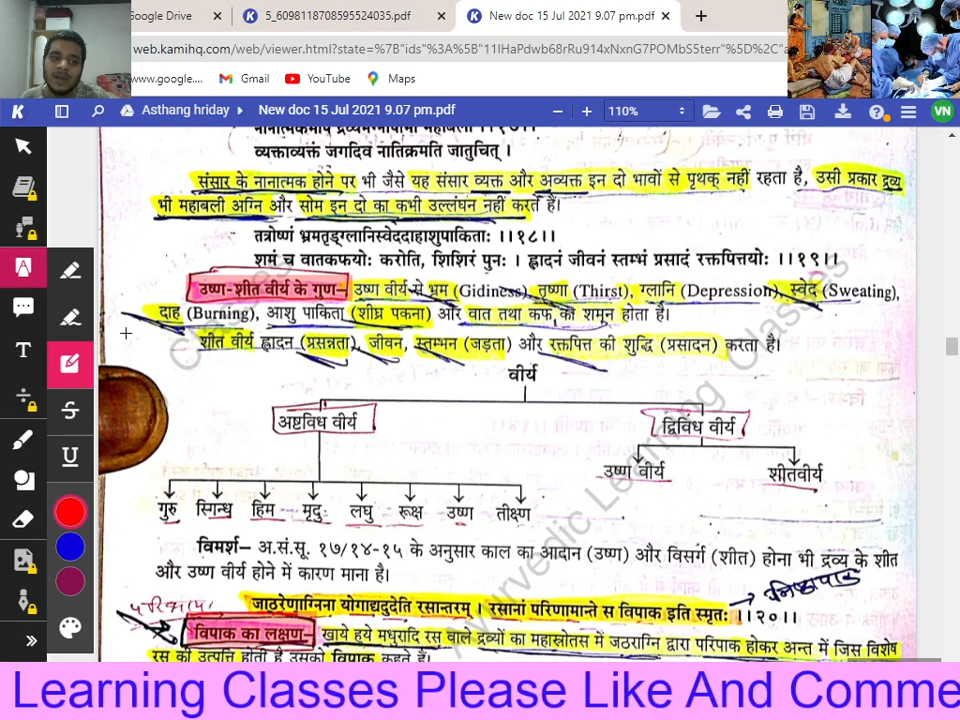 Google Drive
5_6098118708595524035.pdf
New doc 15 Jul 2021 9.07 pm.pdf
web.kamihq.com/web/viewer.html?state=%7B"ids"%3A%5B"11lHaPdwb68rRu914xNxnG7POMbS5terr"%5D%2C"a
www.google....
Gmail
YouTube
Maps
K
Asthang hriday
New doc 15 Jul 2021 9.07 pm.pdf
110%
VN
व्यक्ताव्यक्तं जगदिव नातिक्रमति जातुचित् ।
संसार के नानात्मक होने पर भी जैसे यह संसार व्यक्त और अव्यक्त इन दो भावों से पृथक् नहीं रहता है, उसी प्रकार द्रव्य
भी महाबली अग्नि और सोम इन दो का कभी उल्लंघन नहीं करते हैं।
तत्रोष्णं भ्रमतृड्ग्लानिस्वेददाहाशुपाकिताः ।।१८।।
शमं च वातकफयोः करोति, शिशिरं पुनः । ह्लादनं जीवनं स्तम्भं प्रसादं रक्तपित्तयोः ।।१९।।
उष्ण-शीत वीर्य के गुण- उष्ण वीर्य से भ्रम (Gidiness), तृष्णा (Thirst), ग्लानि (Depression), स्वेद (Sweating),
दाह (Burning), आशु पाकिता (शीघ्र पकना) और वात तथा कफ का शमन होता है।
शीत वीर्य ह्लादन (प्रसन्नता), जीवन, स्तम्भन (जड़ता) और रक्तपित्त की शुद्धि (प्रसादन) करता है।
वीर्य
अष्टविध वीर्य
द्विविध वीर्य
उष्ण वीर्य
शीतवीर्य
गुरु स्निग्ध हिम मृदु लघु रूक्ष उष्ण तीक्ष्ण
विमर्श- अ.सं.सू. १७/१४-१५ के अनुसार काल का आदान (उष्ण) और विसर्ग (शीत) होना भी द्रव्य के शीत
और उष्ण वीर्य होने में कारण माना है।
जाठरेणाग्निना योगाद्यदुदेति रसान्तरम् । रसानां परिणामान्ते स विपाक इति स्मृतः ।।२०।।
विपाक का लक्षण- खाये हुये मधुरादि रस वाले द्रव्यों का महास्रोतस में जठराग्नि द्वारा परिपाक होकर अन्त में जिस विशेष
रस की उत्पत्ति होती है उसको विपाक कहते हैं।
Ayurvedic Learning Classes
Learning Classes Please Like And Comme